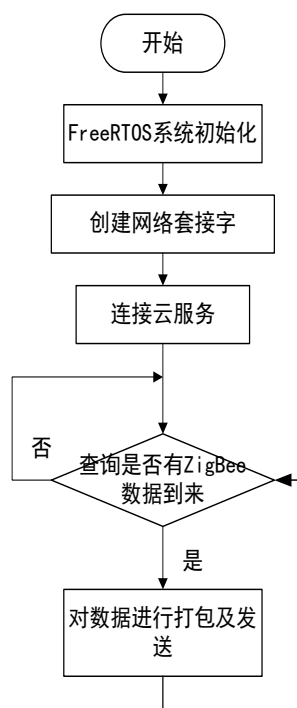 开始
FreeRTOS系统初始化
创建网络套接字
连接云服务
否
查询是否有ZigBee
数据到来
是
对数据进行打包及发
送